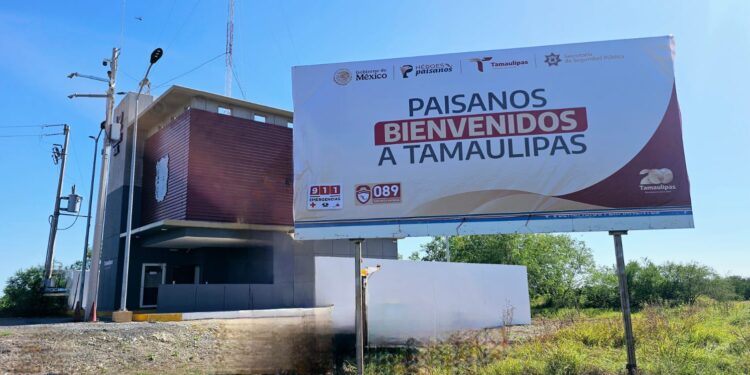 Gobierno de
México
HÉROES
paisanos
Tamaulipas
Secretaría
de Seguridad Pública
PAISANOS
BIENVENIDOS
A TAMAULIPAS
911
EMERGENCIAS
089
200
Tamaulipas